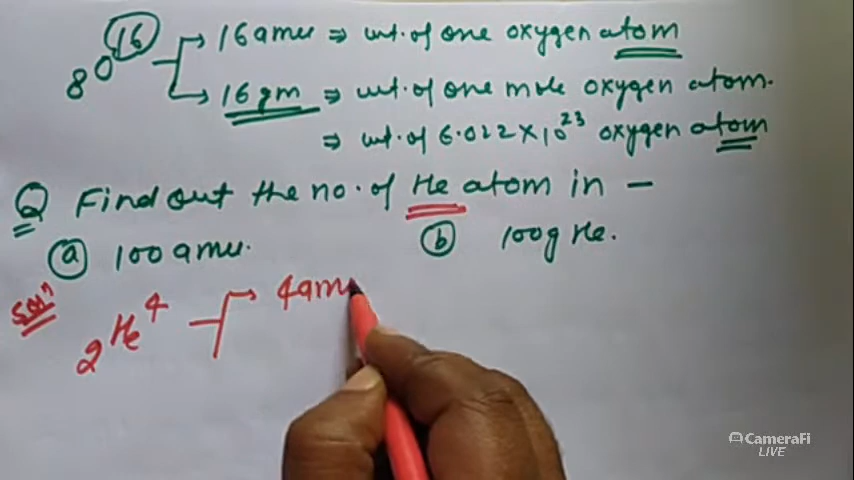 8O16 → 16 amu ⇒ wt. of one oxygen atom
→ 16 gm ⇒ wt. of one mole oxygen atom.
⇒ wt. of 6.022 × 10^23 oxygen atom
Q Find out the no. of He atom in –
(a) 100 amu. (b) 100g He.
Solⁿ 2He4 → 4amu
CameraFi
LIVE